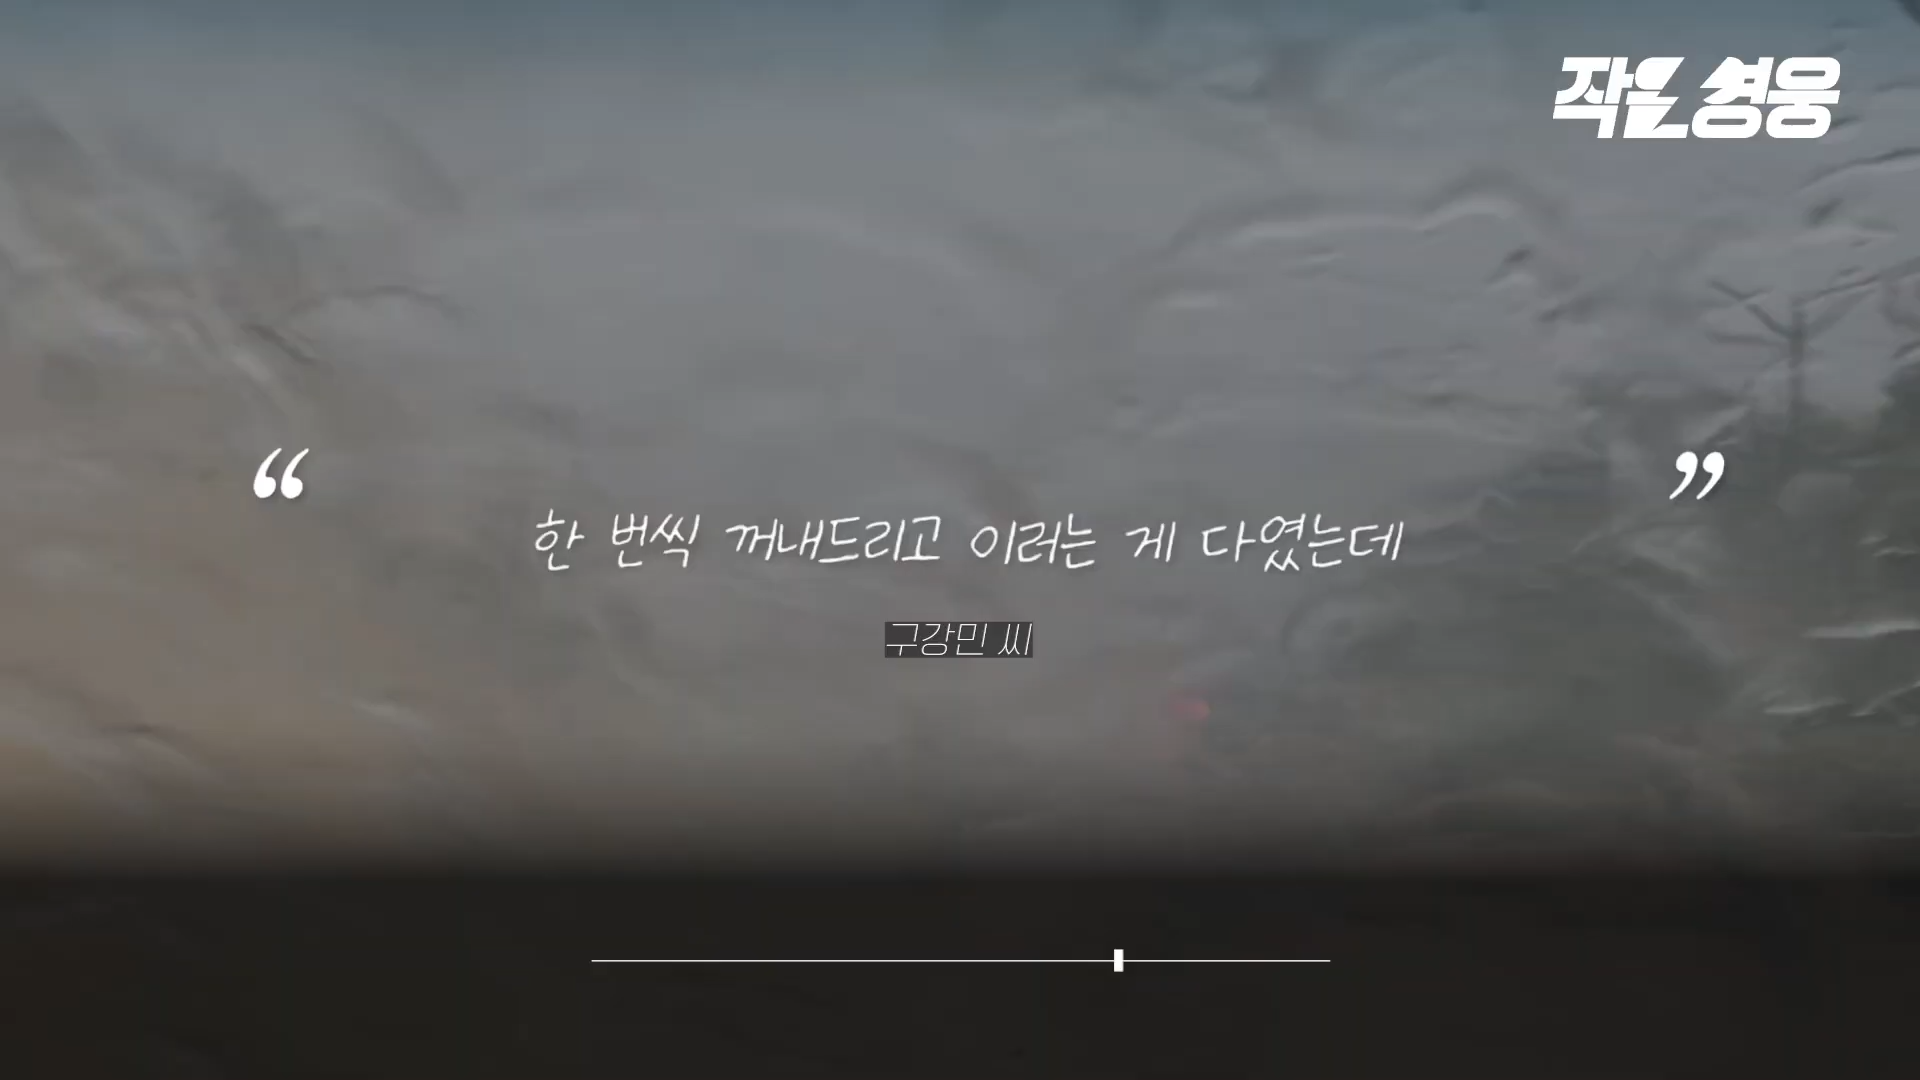 작은 영웅
“ 한 번씩 꺼내드리고 이러는 게 다였는데 ”
구강민 씨